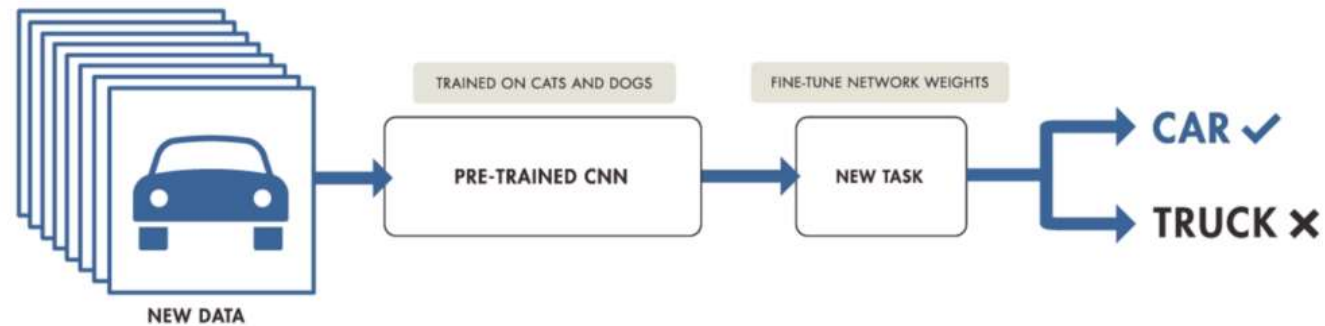 TRAINED ON CATS AND DOGS
FINE-TUNE NETWORK WEIGHTS
PRE-TRAINED CNN
NEW TASK
CAR
TRUCK
NEW DATA